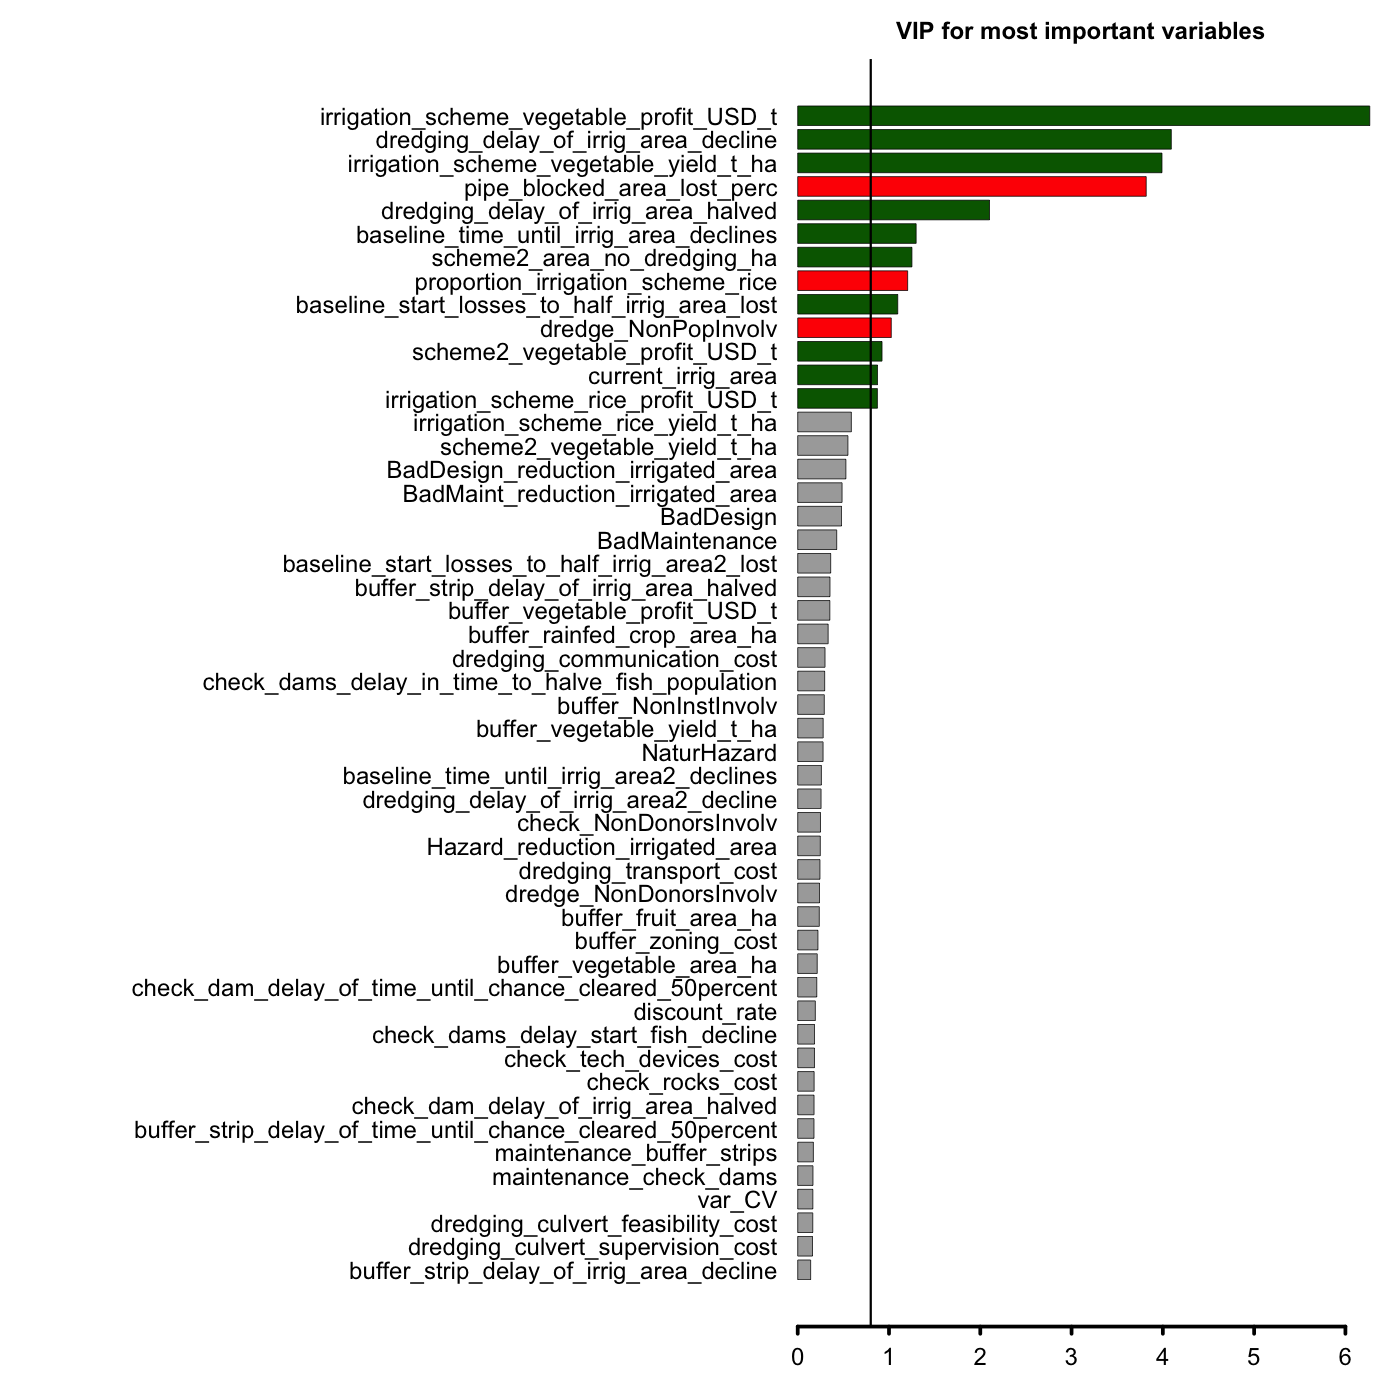 VIP for most important variables
irrigation_scheme_vegetable_profit_USD_t
dredging_delay_of_irrig_area_decline
irrigation_scheme_vegetable_yield_t_ha
pipe_blocked_area_lost_perc
dredging_delay_of_irrig_area_halved
baseline_time_until_irrig_area_declines
scheme2_area_no_dredging_ha
proportion_irrigation_scheme_rice
baseline_start_losses_to_half_irrig_area_lost
dredge_NonPopInvolv
scheme2_vegetable_profit_USD_t
current_irrig_area
irrigation_scheme_rice_profit_USD_t
irrigation_scheme_rice_yield_t_ha
scheme2_vegetable_yield_t_ha
BadDesign_reduction_irrigated_area
BadMaint_reduction_irrigated_area
BadDesign
BadMaintenance
baseline_start_losses_to_half_irrig_area2_lost
buffer_strip_delay_of_irrig_area_halved
buffer_vegetable_profit_USD_t
buffer_rainfed_crop_area_ha
dredging_communication_cost
check_dams_delay_in_time_to_halve_fish_population
buffer_NonInstInvolv
buffer_vegetable_yield_t_ha
NaturHazard
baseline_time_until_irrig_area2_declines
dredging_delay_of_irrig_area2_decline
check_NonDonorsInvolv
Hazard_reduction_irrigated_area
dredging_transport_cost
dredge_NonDonorsInvolv
buffer_fruit_area_ha
buffer_zoning_cost
buffer_vegetable_area_ha
check_dam_delay_of_time_until_chance_cleared_50percent
discount_rate
check_dams_delay_start_fish_decline
check_tech_devices_cost
check_rocks_cost
check_dam_delay_of_irrig_area_halved
buffer_strip_delay_of_time_until_chance_cleared_50percent
maintenance_buffer_strips
maintenance_check_dams
var_CV
dredging_culvert_feasibility_cost
dredging_culvert_supervision_cost
buffer_strip_delay_of_irrig_area_decline
0 1 2 3 4 5 6